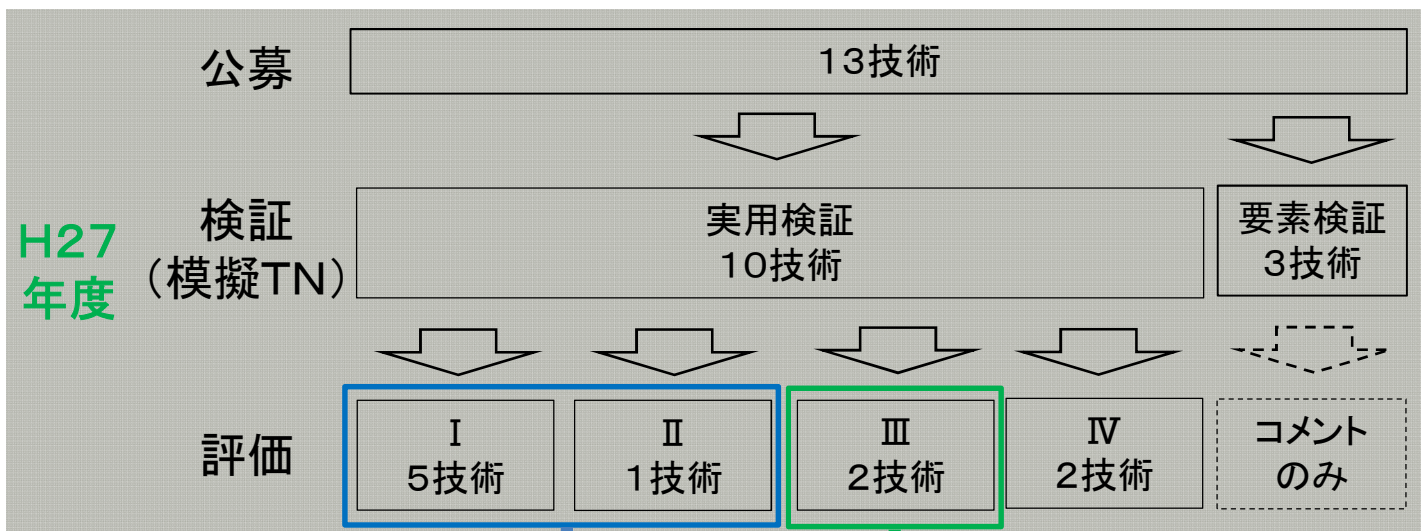 公募
13技術
H27
年度
検証
（模擬TN）
実用検証
10技術
要素検証
3技術
評価
Ⅰ
5技術
Ⅱ
1技術
Ⅲ
2技術
Ⅳ
2技術
コメント
のみ